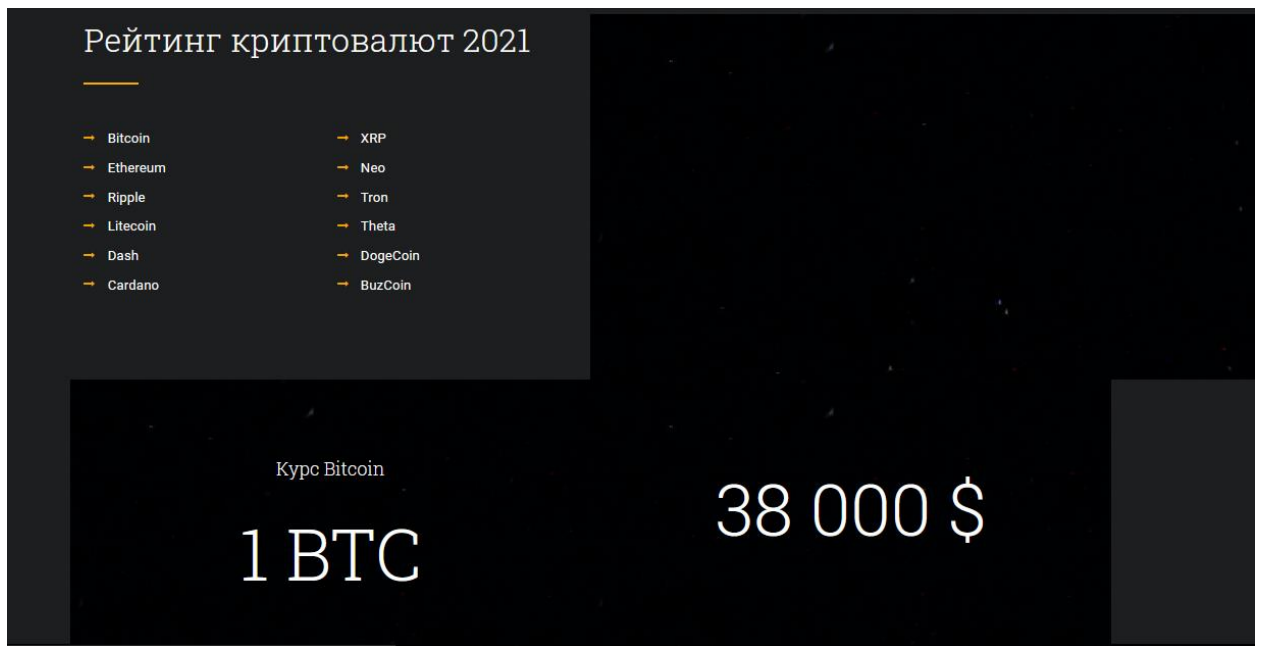 Рейтинг криптовалют 2021
Bitcoin
Ethereum
Ripple
Litecoin
Dash
Cardano
XRP
Neo
Tron
Theta
DogeCoin
BuzCoin
Курс Bitcoin
1 BTC
38 000 $